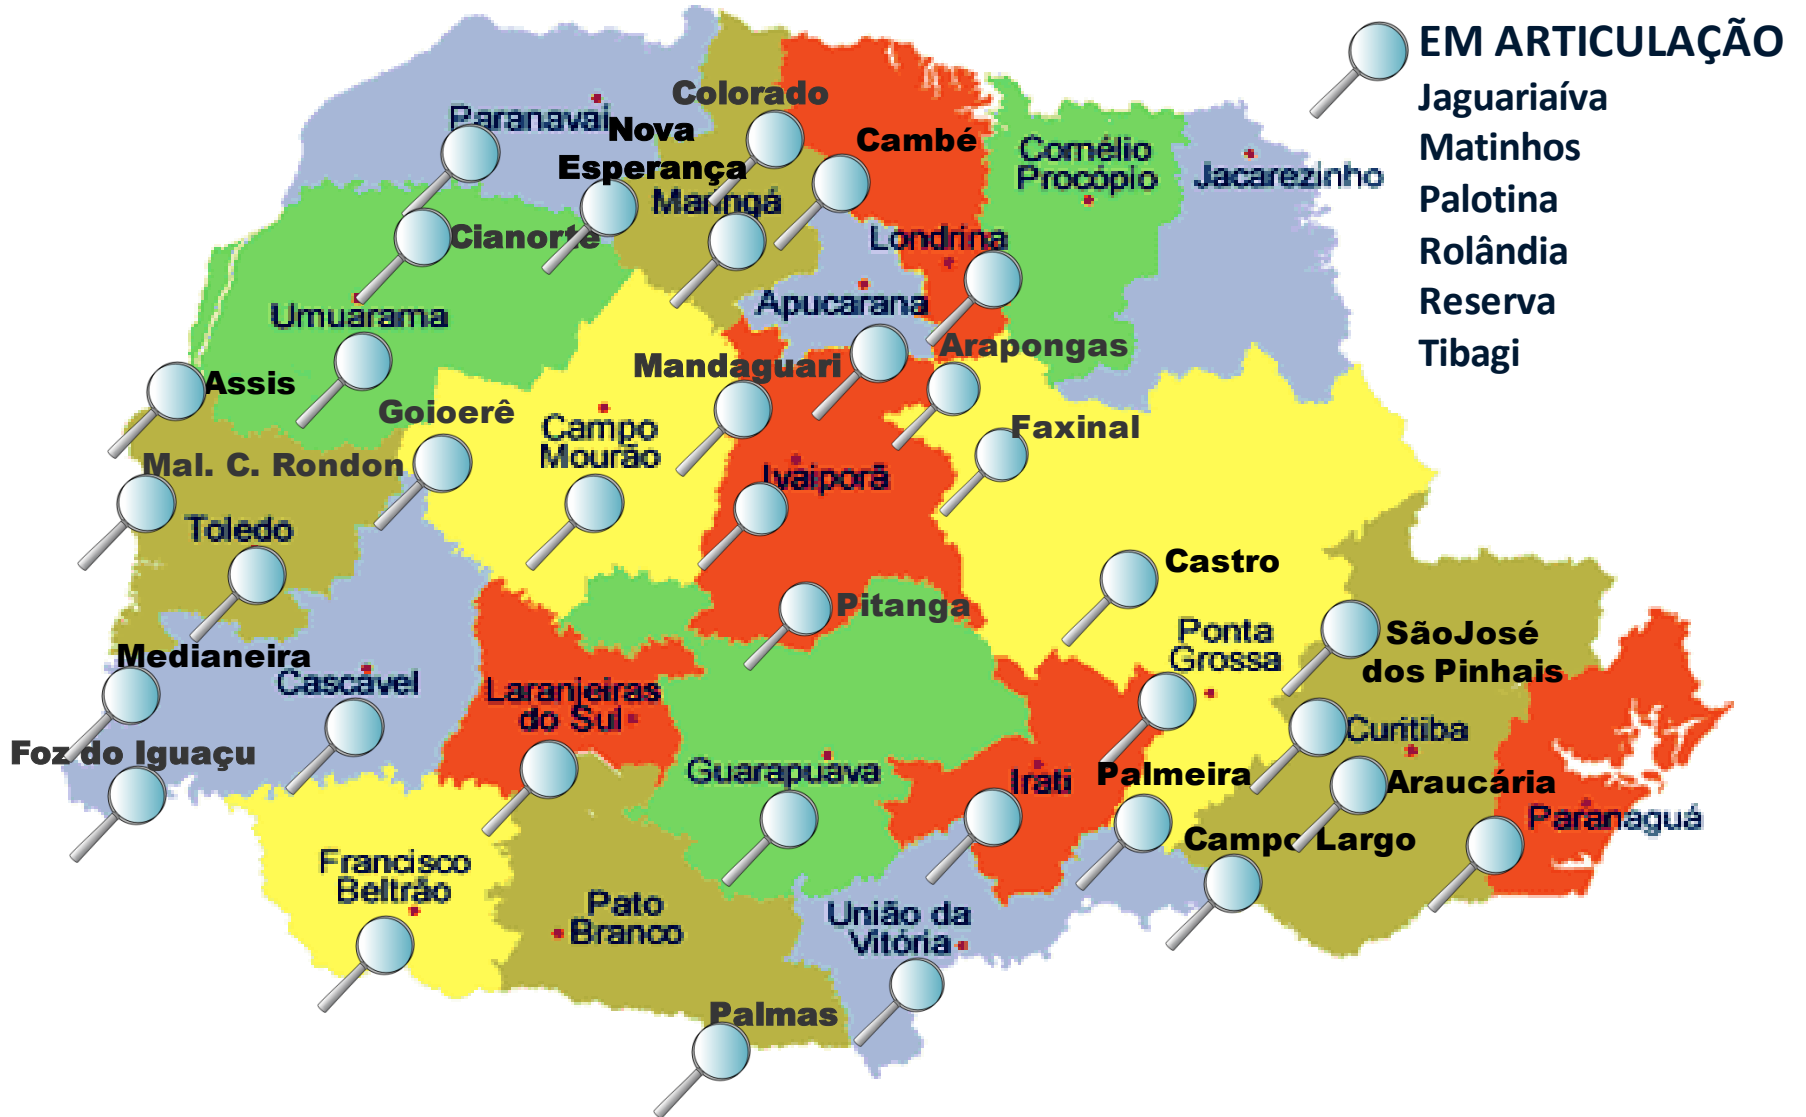 EM ARTICULAÇÃO
Jaguariaíva
Matinhos
Palotina
Rolândia
Reserva
Tibagi
Colorado
Paranavaí
Nova
Esperança
Cambé
Cornélio
Procópio
Jacarezinho
Maringá
Cianorte
Londrina
Umuarama
Apucarana
Arapongas
Mandaguari
Assis
Goioerê
Campo
Mourão
Faxinal
Mal. C. Rondon
Ivaiporã
Toledo
Castro
Pitanga
Ponta
Grossa
SãoJosé
dos Pinhais
Medianeira
Cascável
Laranjeiras
do Sul
Curitiba
Foz do Iguaçu
Guarapuava
Irati
Palmeira
Araucária
Paranaguá
Campo Largo
Francisco
Beltrão
Pato
Branco
União da
Vitória
Palmas